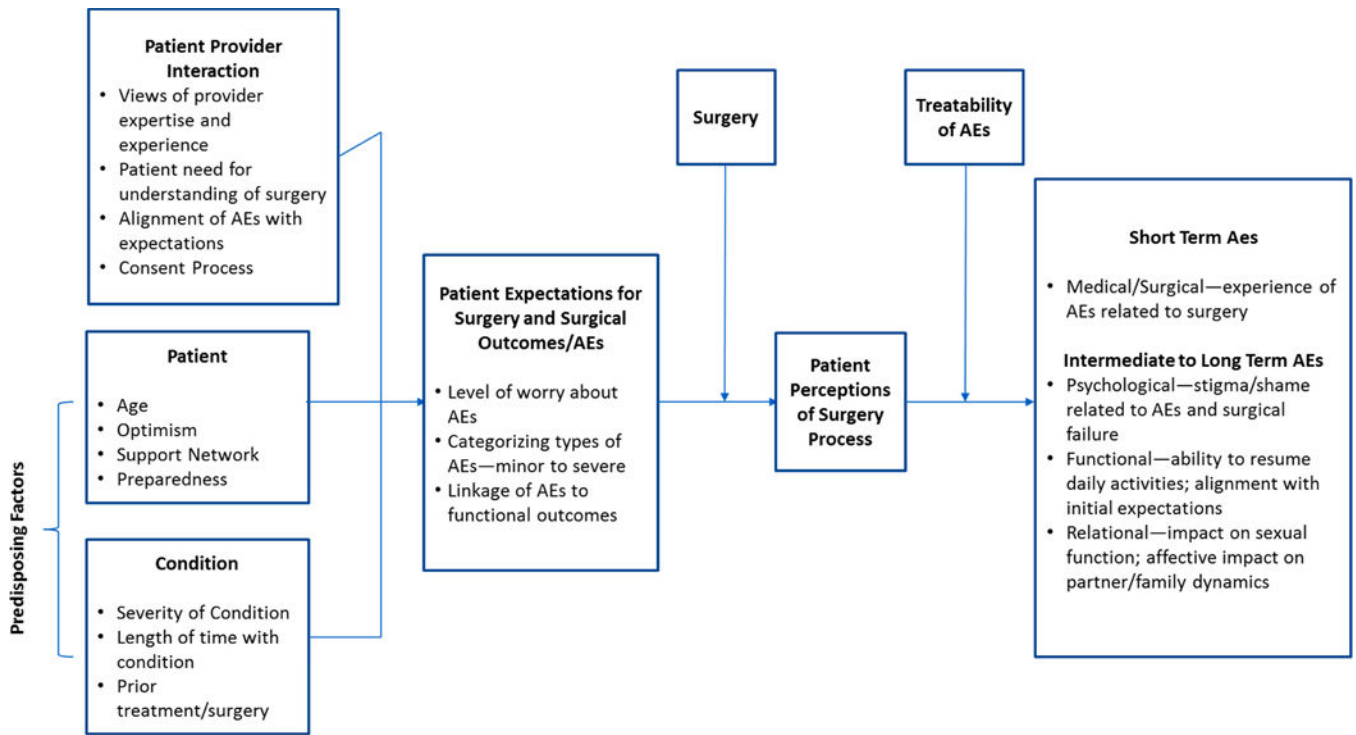 Patient Provider
Interaction
• Views of provider
expertise and
experience
• Patient need for
understanding of surgery
• Alignment of AEs with
expectations
• Consent Process
Predisposing Factors
Patient
• Age
• Optimism
• Support Network
• Preparedness
Condition
• Severity of Condition
• Length of time with
condition
• Prior
treatment/surgery
Patient Expectations for
Surgery and Surgical
Outcomes/AEs
• Level of worry about
AEs
• Categorizing types of
AEs—minor to severe
• Linkage of AEs to
functional outcomes
Surgery
Patient
Perceptions
of Surgery
Process
Treatability
of AEs
Short Term Aes
• Medical/Surgical—experience of
AEs related to surgery
Intermediate to Long Term AEs
• Psychological—stigma/shame
related to AEs and surgical
failure
• Functional—ability to resume
daily activities; alignment with
initial expectations
• Relational—impact on sexual
function; affective impact on
partner/family dynamics